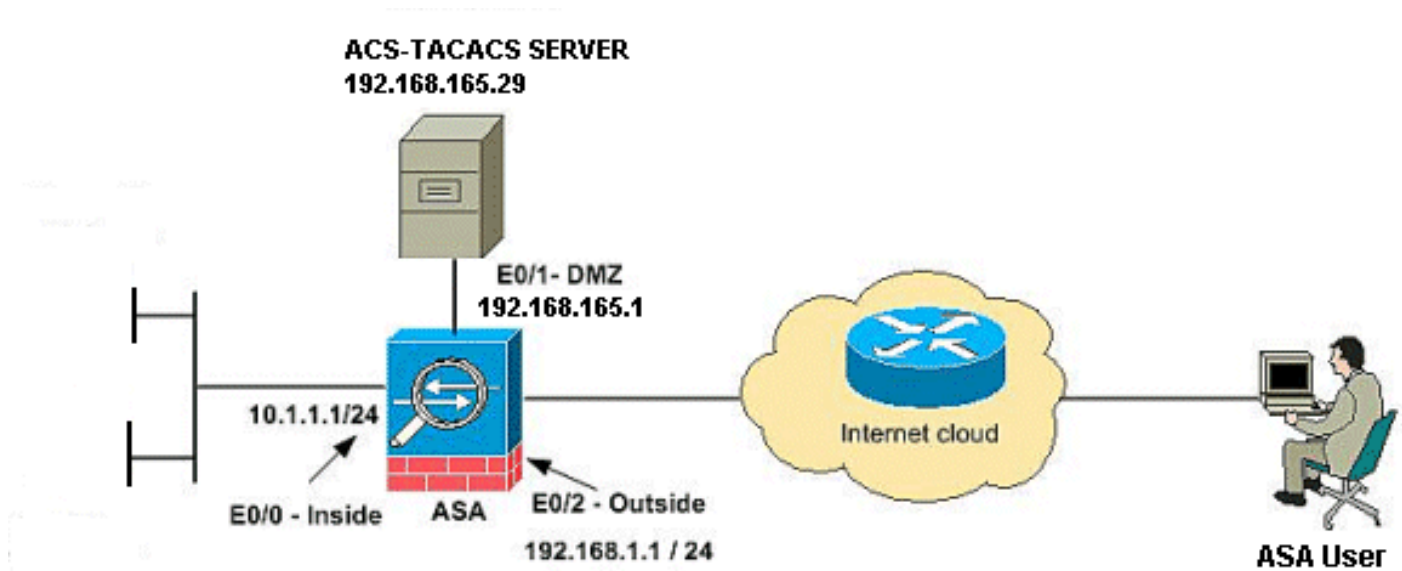 ACS-TACACS SERVER
192.168.165.29
E0/1- DMZ
192.168.165.1
10.1.1.1/24
E0/0 - Inside
ASA
E0/2 - Outside
192.168.1.1 / 24
Internet cloud
ASA User